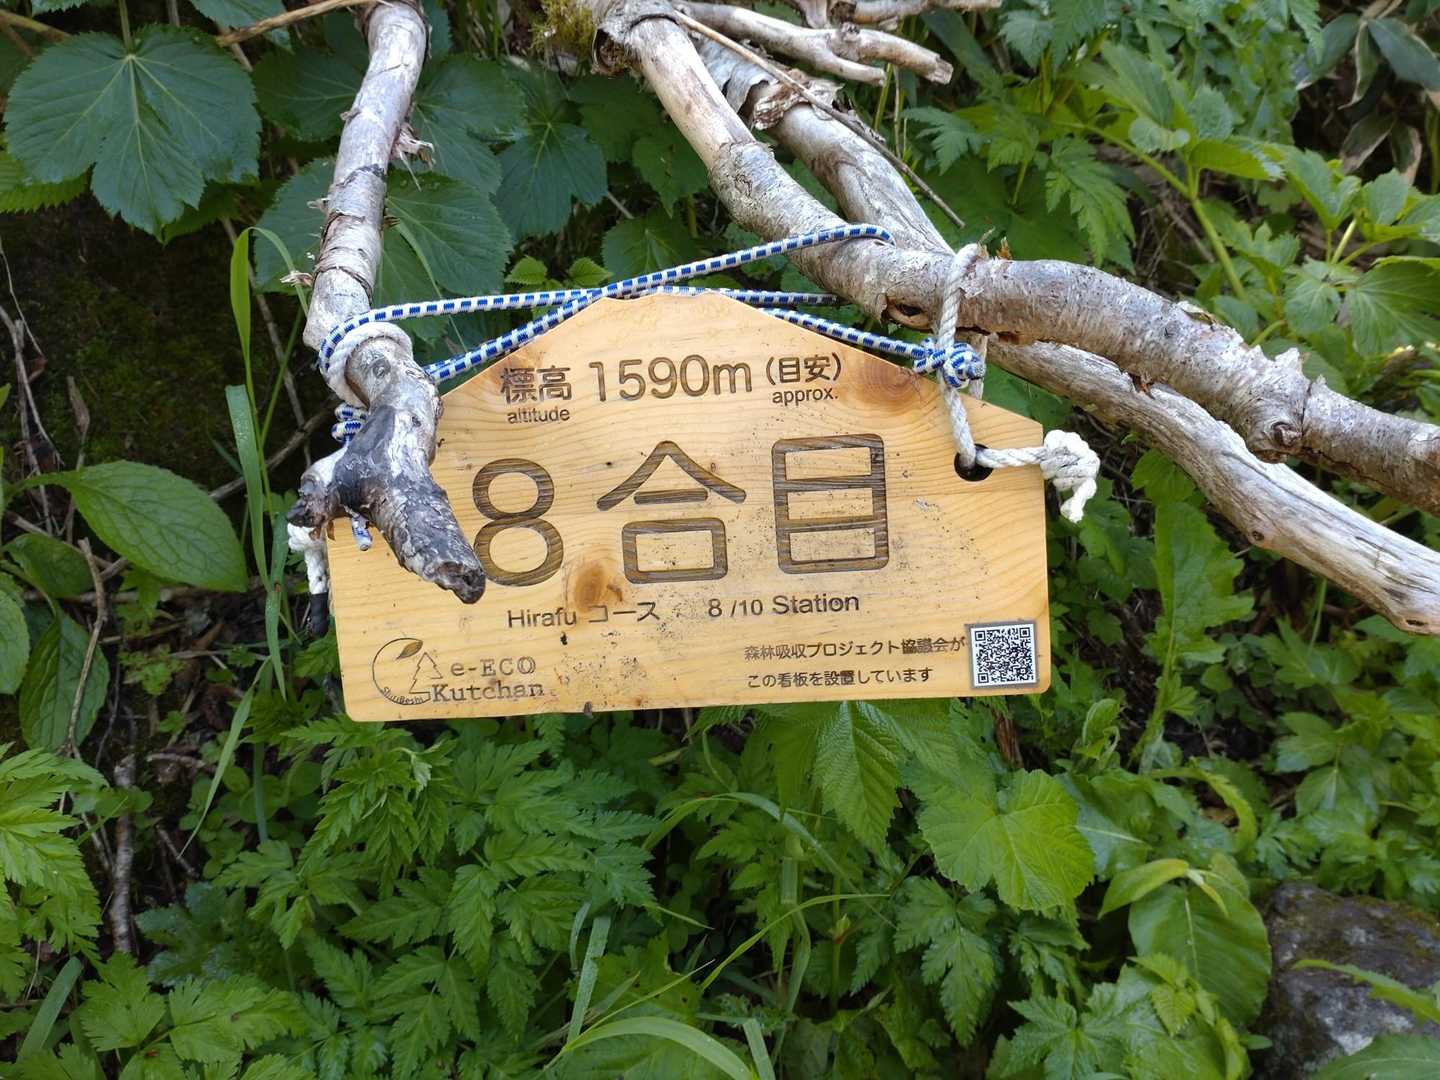 標高 1590m (目安)
altitude approx.
8合目
Hirafu コース 8/10 Station
森林吸収プロジェクト協議会が
この看板を設置しています
e-ECO
Kutchan
Shiribeshi